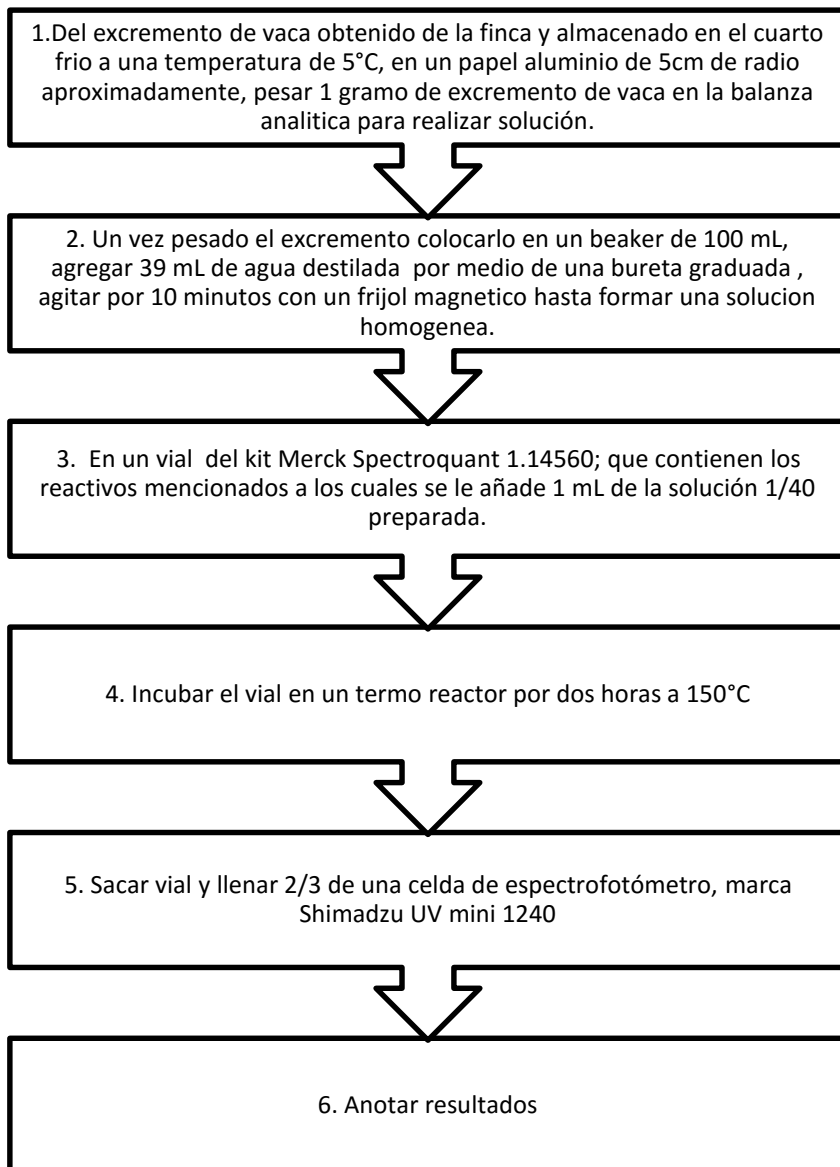 1.Del excremento de vaca obtenido de la finca y almacenado en el cuarto
frio a una temperatura de 5°C, en un papel aluminio de 5cm de radio
aproximadamente, pesar 1 gramo de excremento de vaca en la balanza
analitica para realizar solución.
2. Un vez pesado el excremento colocarlo en un beaker de 100 mL,
agregar 39 mL de agua destilada por medio de una bureta graduada ,
agitar por 10 minutos con un frijol magnetico hasta formar una solucion
homogenea.
3. En un vial del kit Merck Spectroquant 1.14560; que contienen los
reactivos mencionados a los cuales se le añade 1 mL de la solución 1/40
preparada.
4. Incubar el vial en un termo reactor por dos horas a 150°C
5. Sacar vial y llenar 2/3 de una celda de espectrofotómetro, marca
Shimadzu UV mini 1240
6. Anotar resultados